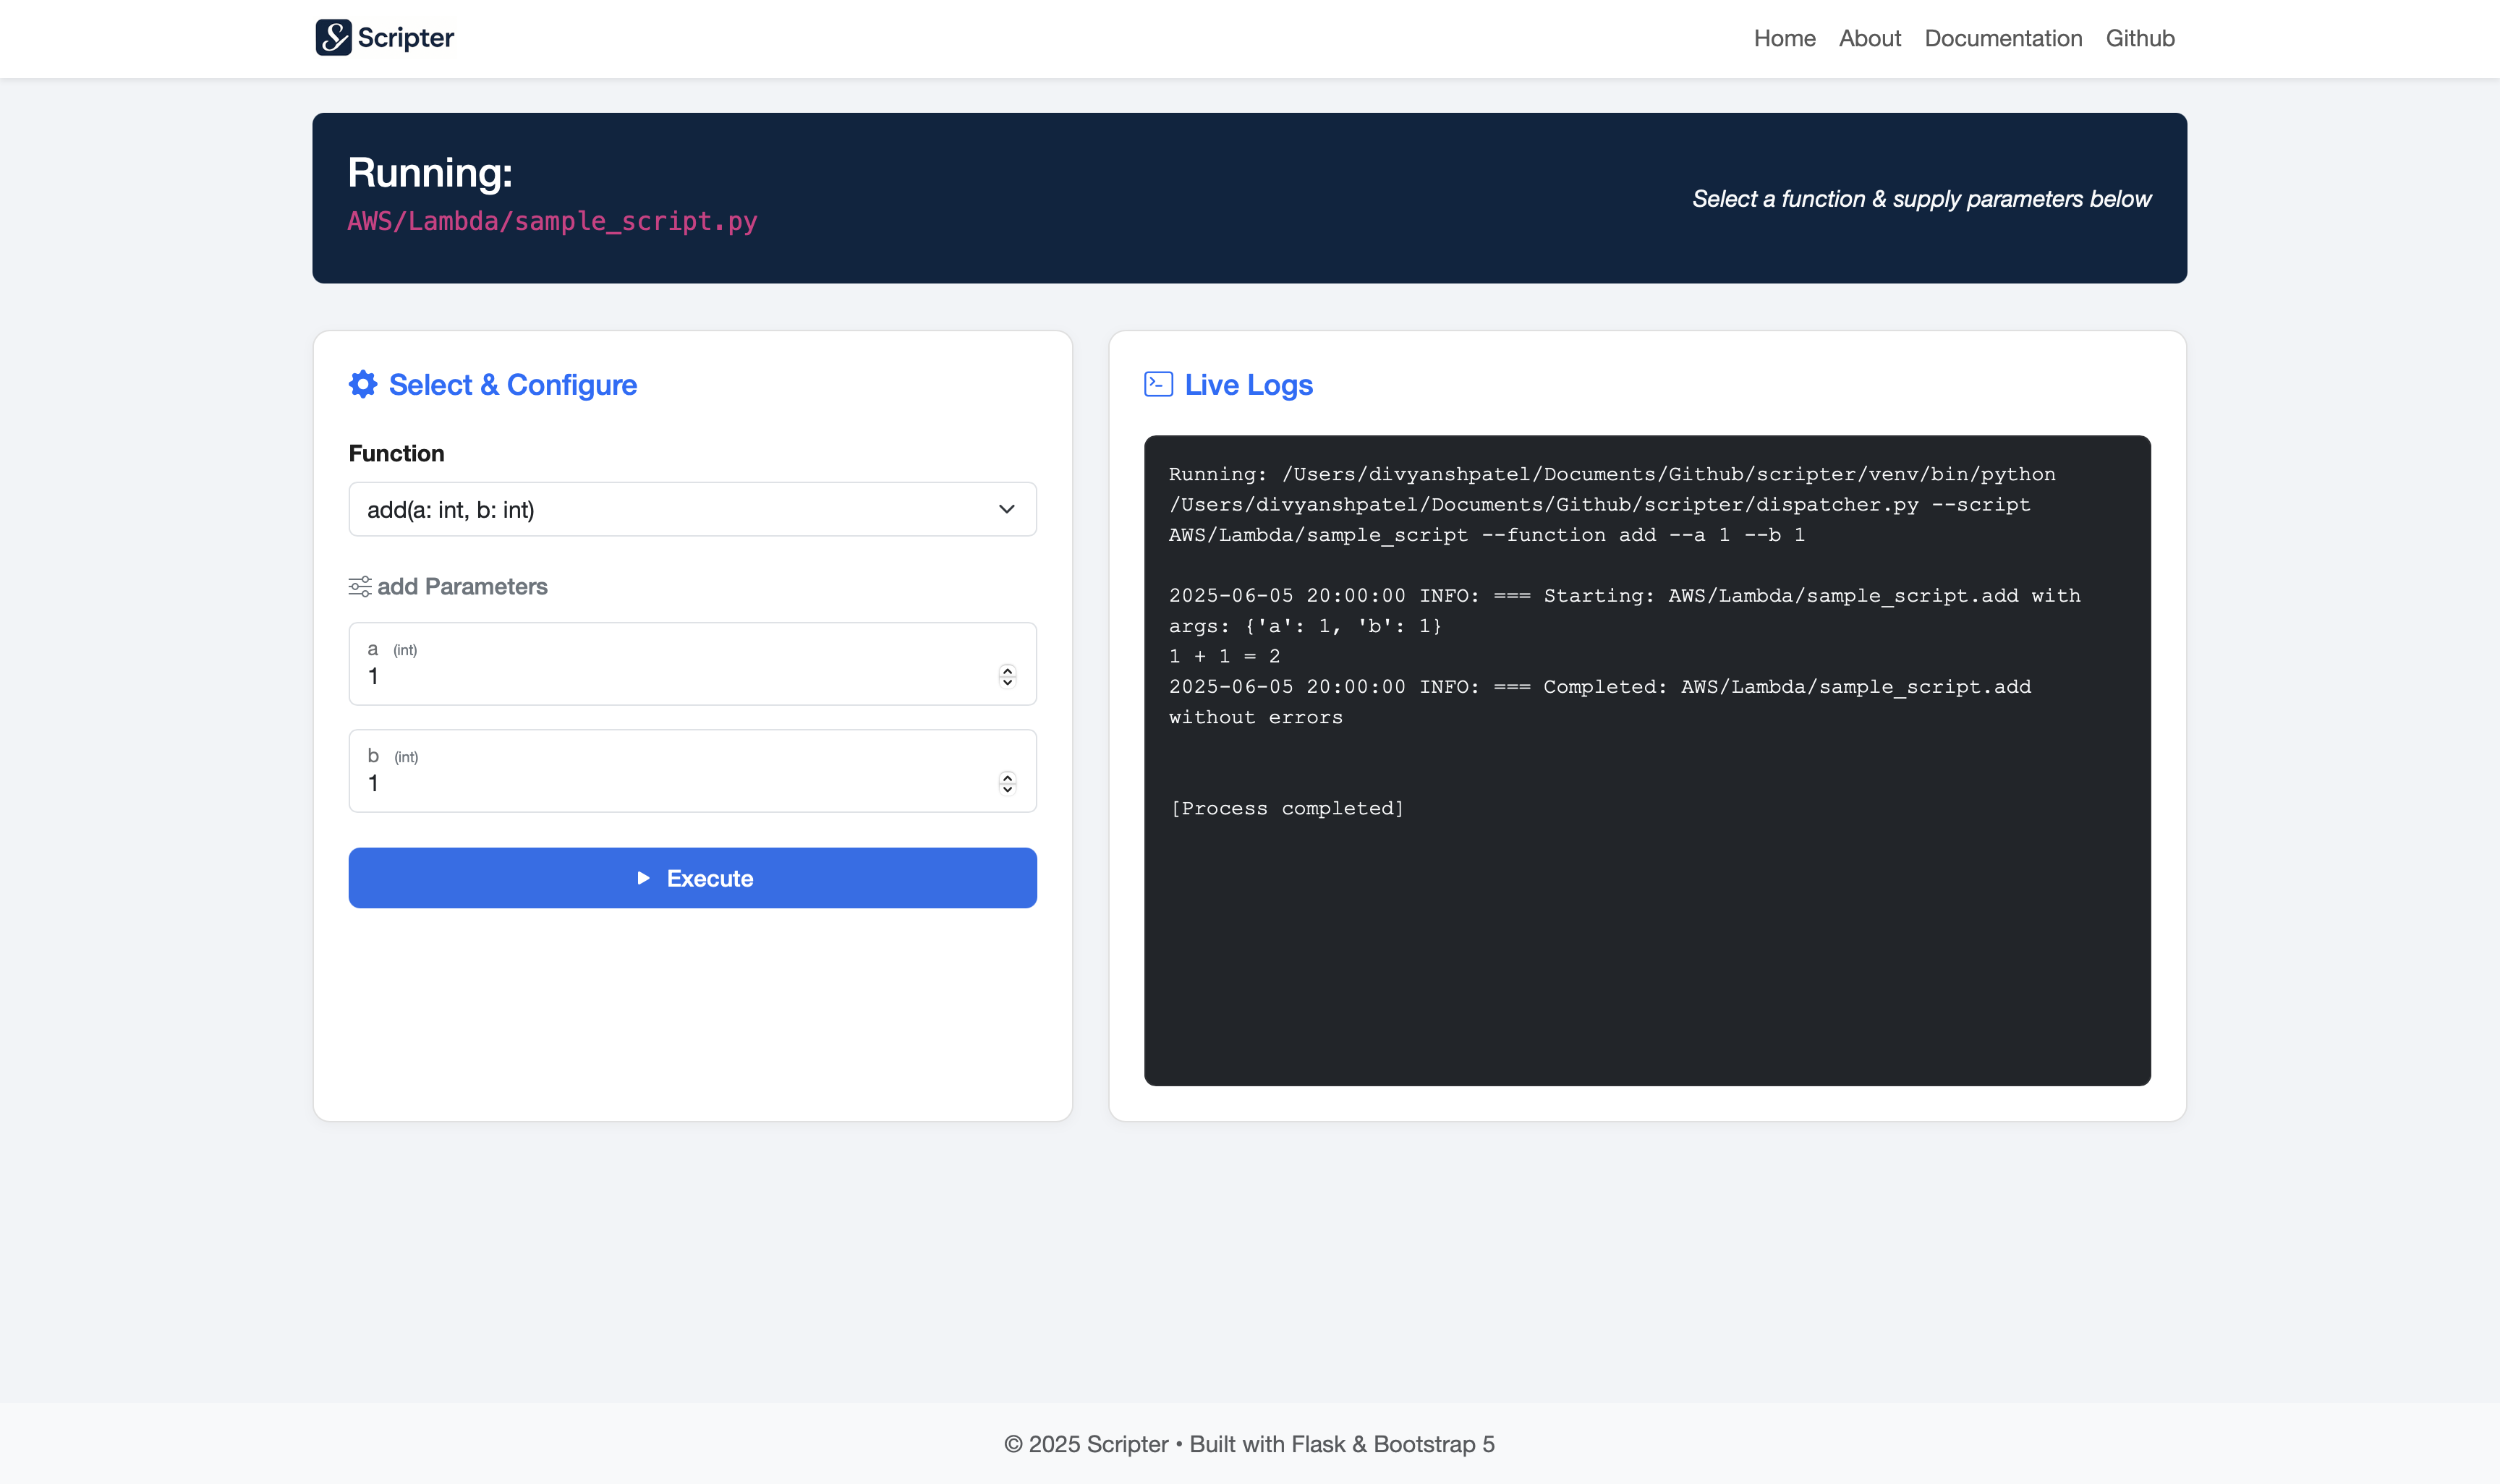 Scripter
Home About Documentation Github
Running:
AWS/Lambda/sample_script.py
Select a function & supply parameters below
Select & Configure
Function
add(a: int, b: int)
add Parameters
a (int)
1
b (int)
1
Execute
Live Logs
Running: /Users/divyanshpatel/Documents/Github/scripter/venv/bin/python
/Users/divyanshpatel/Documents/Github/scripter/dispatcher.py --script
AWS/Lambda/sample_script --function add --a 1 --b 1
2025-06-05 20:00:00 INFO: === Starting: AWS/Lambda/sample_script.add with
args: {'a': 1, 'b': 1}
1 + 1 = 2
2025-06-05 20:00:00 INFO: === Completed: AWS/Lambda/sample_script.add
without errors
[Process completed]
© 2025 Scripter • Built with Flask & Bootstrap 5